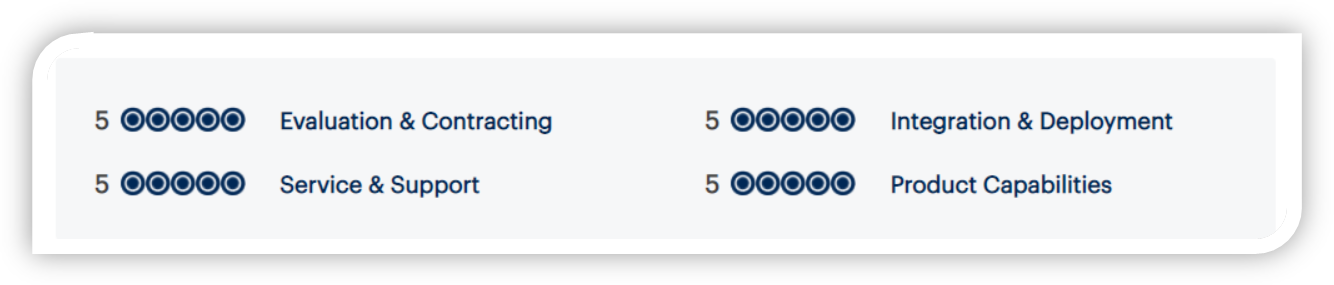 5 Evaluation & Contracting 5 Integration & Deployment
5 Service & Support 5 Product Capabilities